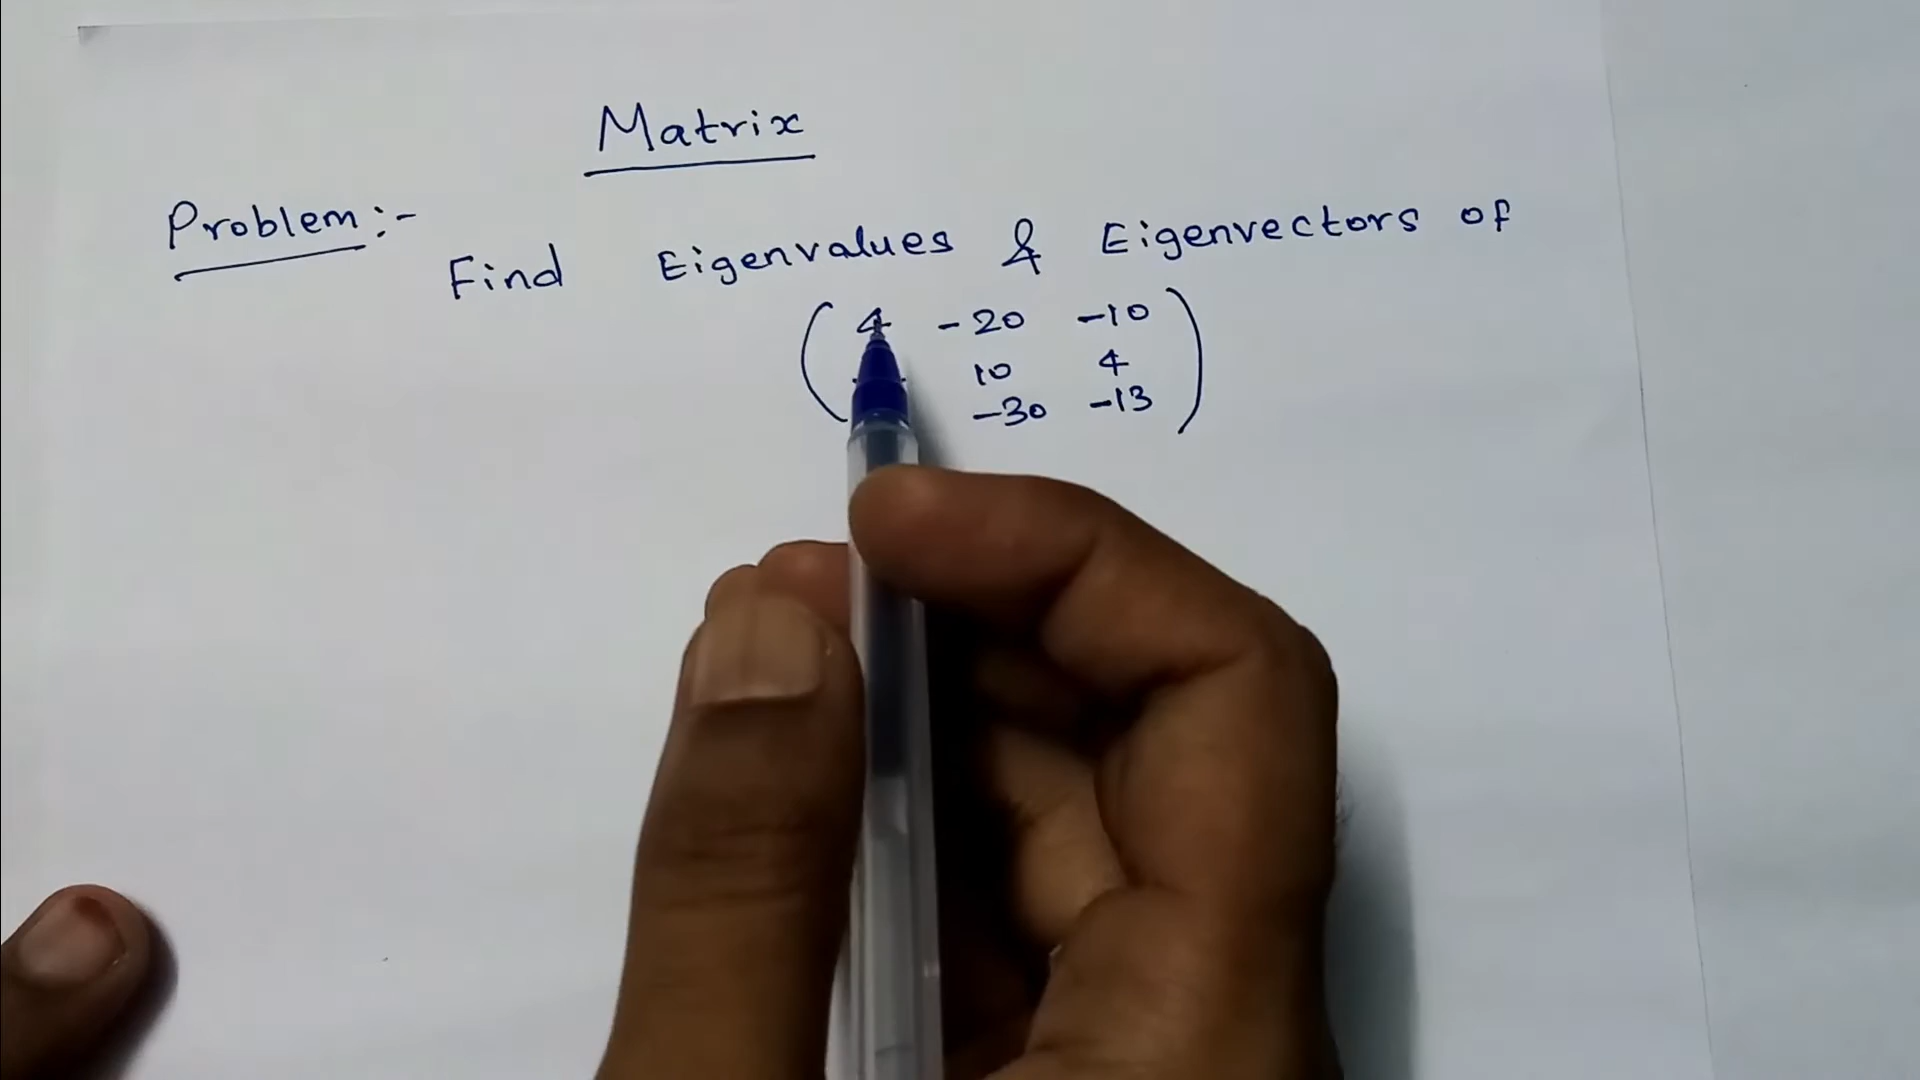 Matrix
Problem:-
Find Eigenvalues & Eigenvectors of
4 -20 -10
10 4
-30 -13